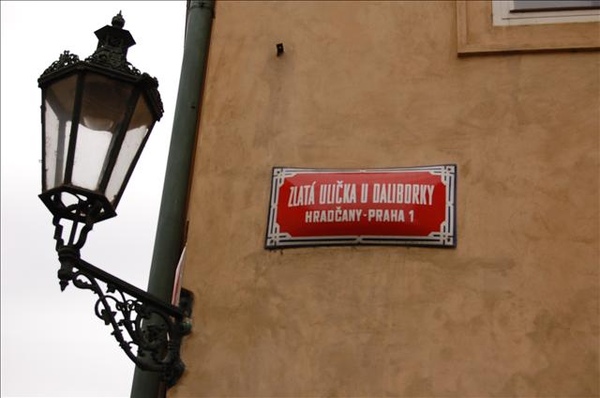 ZLATÁ ULIČKA U DALIBORKY
HRADČANY-PRAHA 1